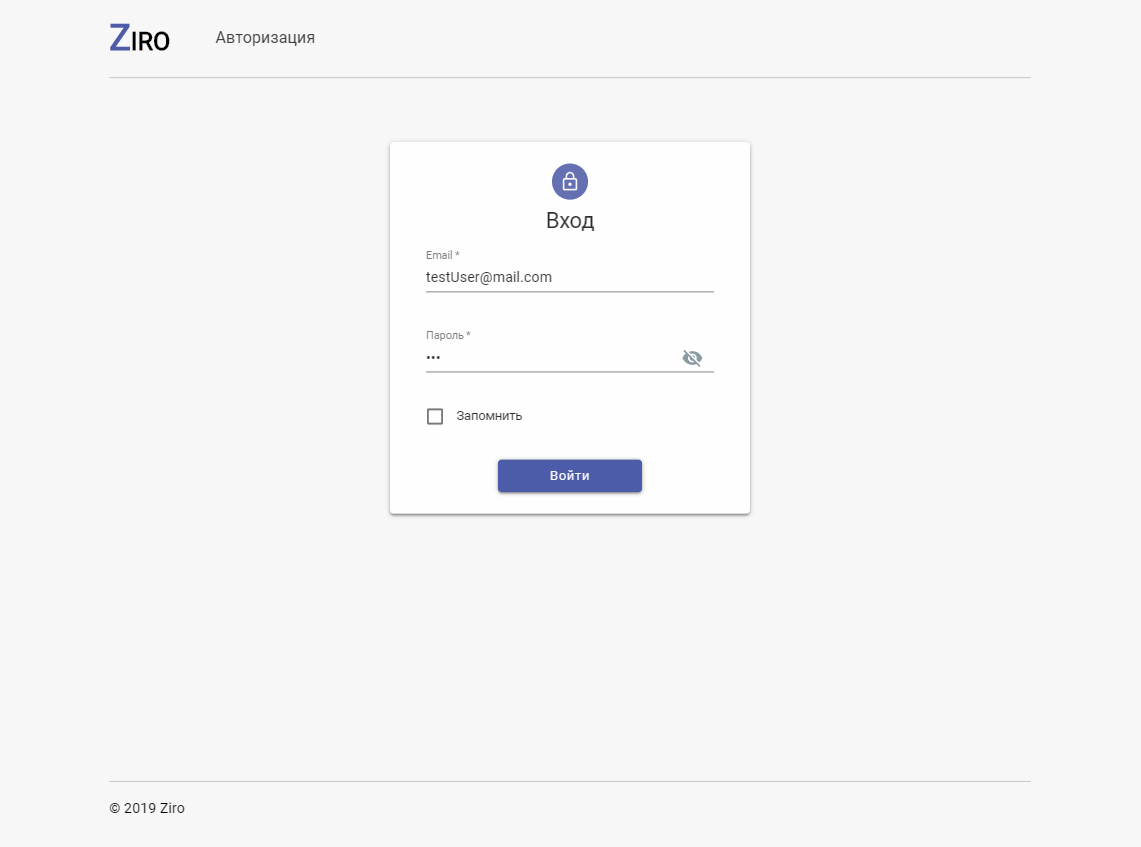 ZIRO
Авторизация
Вход
Email *
testUser@mail.com
Пароль *
•••
Запомнить
Войти
© 2019 Ziro